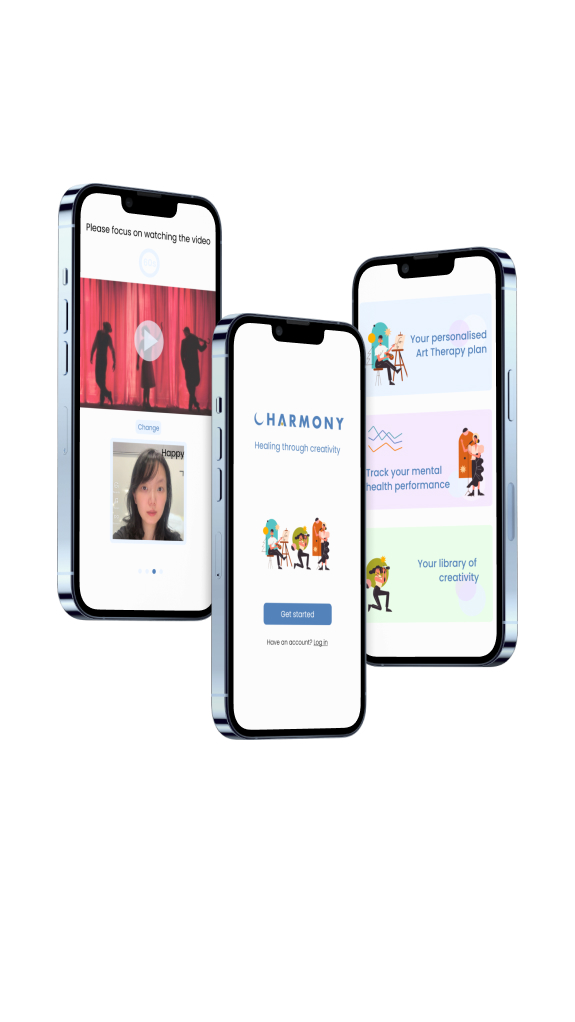 Please focus on watching the video
Change
Happy
CHARMONY
Healing through creativity
Get started
Have an account? Log in
Your personalised
Art Therapy plan
Track your mental
health performance
Your library of
creativity